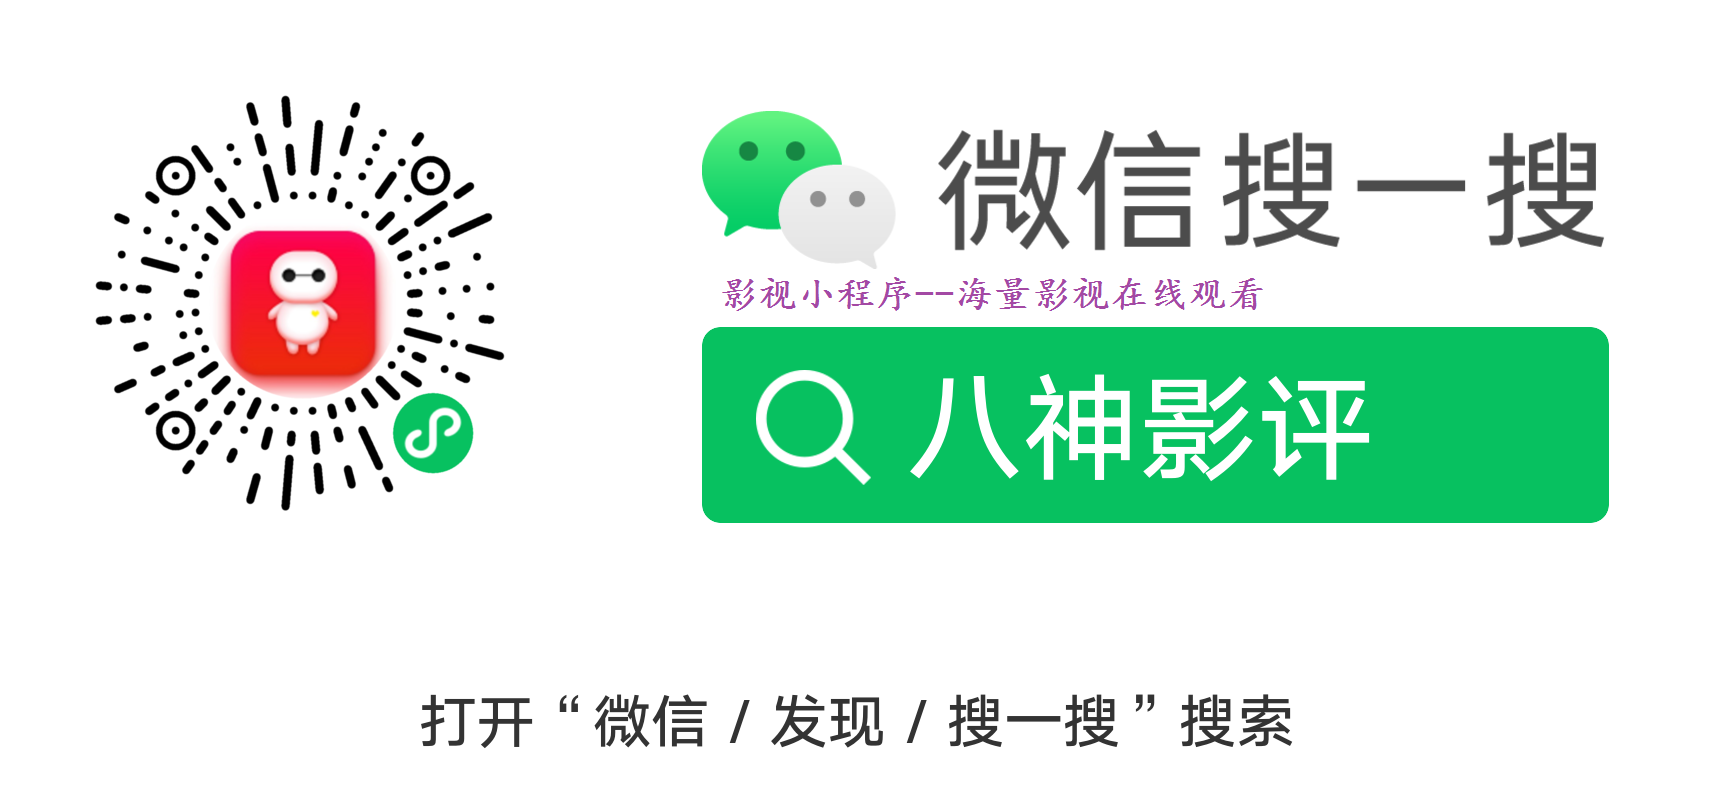 微信搜一搜
影视小程序--海量影视在线观看
八神影评
打开“微信 / 发现 / 搜一搜”搜索